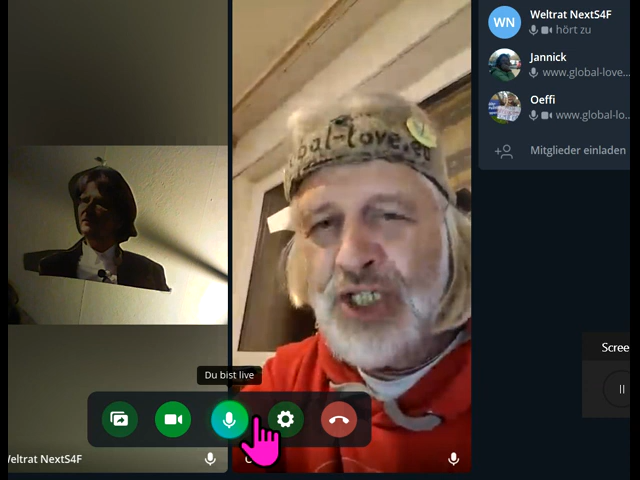 WN
Weltrat NextS4F
hört zu
Jannick
www.global-love...
Oeffi
www.global-lo...
Mitglieder einladen
bal-love.eu
Scree
Du bist live
Weltrat NextS4F